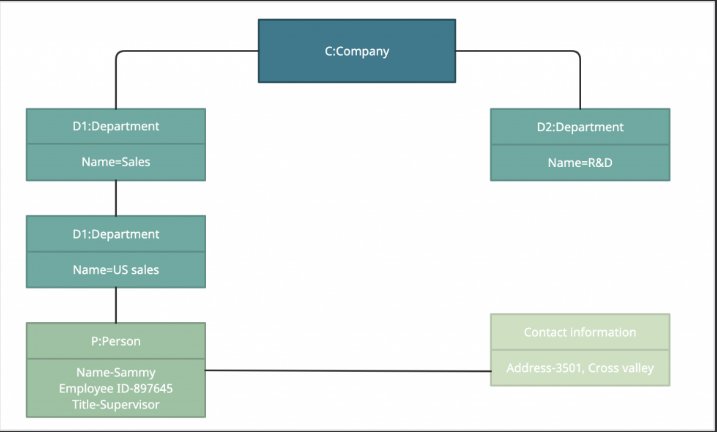 C:Company
D1:Department
Name=Sales
D2:Department
Name=R&D
D1:Department
Name=US sales
P:Person
Name-Sammy
Employee ID-897645
Title-Supervisor
Contact information
Address-3501, Cross valley